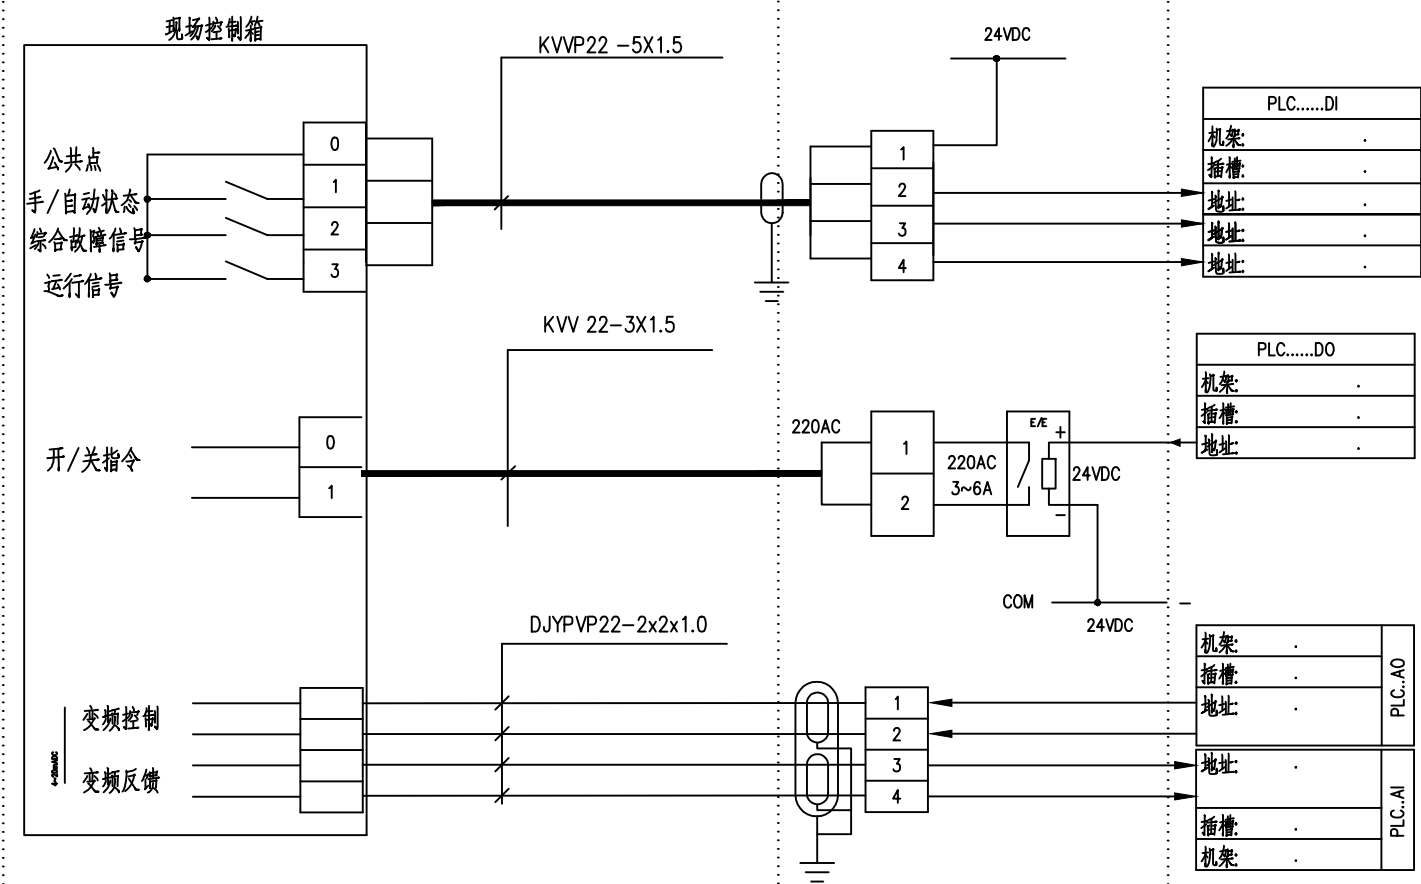 现场控制箱
KVVP22 -5X1.5
24VDC
PLC......DI
机架: .
插槽: .
地址: .
地址: .
地址: .
公共点
手/自动状态
综合故障信号
运行信号
0
1
2
3
1
2
3
4
KVV 22-3X1.5
PLC......DO
机架: .
插槽: .
地址: .
开/关指令
0
1
220AC
1
2
220AC
3~6A
E/E
+
24VDC
-
COM
24VDC
-
DJYPVP22-2x2x1.0
变频控制
变频反馈
4~20mADC
1
2
3
4
机架: .
插槽: .
地址: .
PLC..AO
地址: .
插槽: .
机架: .
PLC..AI